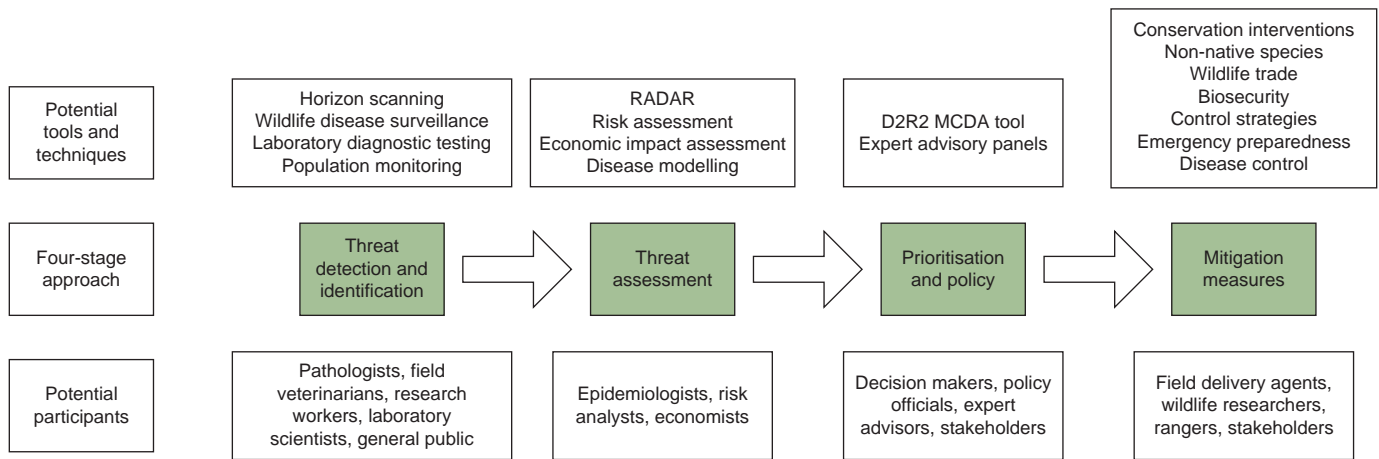 Potential
tools and
techniques
Horizon scanning
Wildlife disease surveillance
Laboratory diagnostic testing
Population monitoring
RADAR
Risk assessment
Economic impact assessment
Disease modelling
D2R2 MCDA tool
Expert advisory panels
Conservation interventions
Non-native species
Wildlife trade
Biosecurity
Control strategies
Emergency preparedness
Disease control
Four-stage
approach
Threat
detection and
identification
Threat
assessment
Prioritisation
and policy
Mitigation
measures
Potential
participants
Pathologists, field
veterinarians, research
workers, laboratory
scientists, general public
Epidemiologists, risk
analysts, economists
Decision makers, policy
officials, expert
advisors, stakeholders
Field delivery agents,
wildlife researchers,
rangers, stakeholders